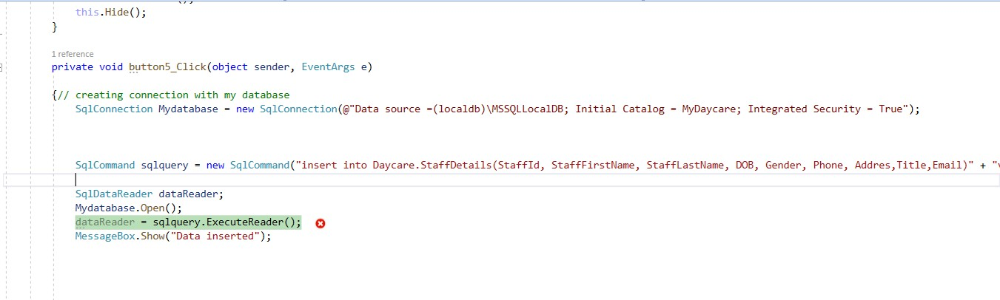 this.Hide();
}
1 reference
private void button5_Click(object sender, EventArgs e)
{// creating connection with my database
SqlConnection Mydatabase = new SqlConnection(@"Data source =(localdb)\MSSQLLocalDB; Initial Catalog = MyDaycare; Integrated Security = True");
SqlCommand sqlquery = new SqlCommand("insert into Daycare.StaffDetails(StaffId, StaffFirstName, StaffLastName, DOB, Gender, Phone, Addres,Title,Email)" + "
SqlDataReader dataReader;
Mydatabase.Open();
dataReader = sqlquery.ExecuteReader();
MessageBox.Show("Data inserted");